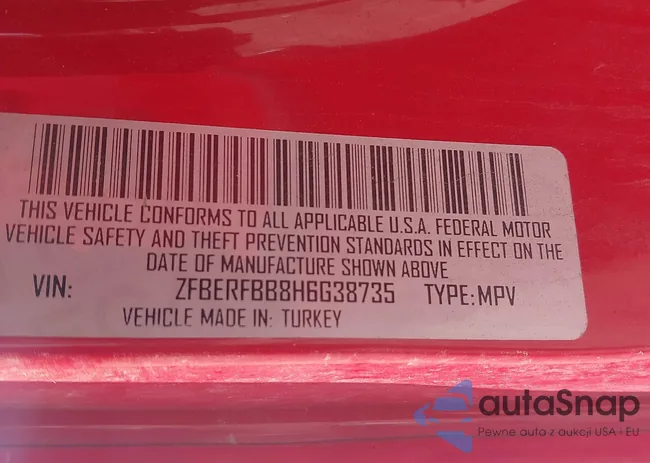 THIS VEHICLE CONFORMS TO ALL APPLICABLE U.S.A. FEDERAL MOTOR
VEHICLE SAFETY AND THEFT PREVENTION STANDARDS IN EFFECT ON THE
DATE OF MANUFACTURE SHOWN ABOVE
VIN: ZFBERFBB8H6G38735 TYPE:MPV
VEHICLE MADE IN: TURKEY
autaSnap
Pewne auta z aukcji USA i EU